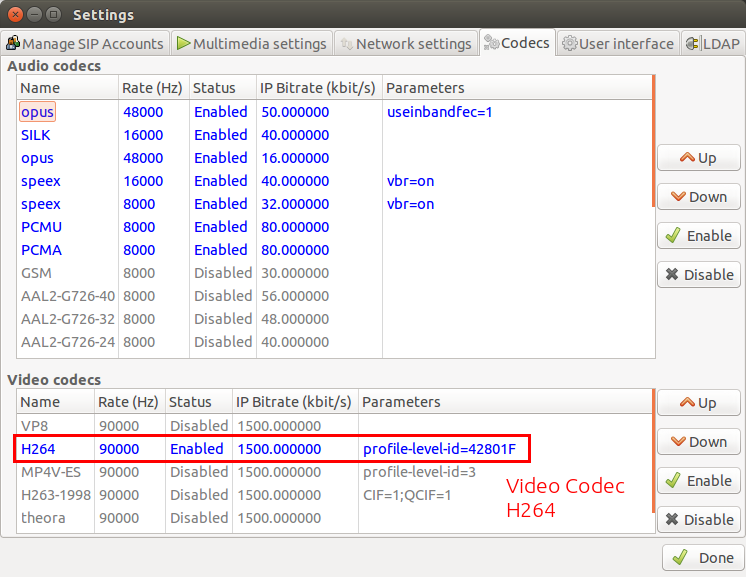 Settings
Manage SIP Accounts Multimedia settings Network settings Codecs User interface LDAP
Audio codecs
Name Rate (Hz) Status IP Bitrate (kbit/s) Parameters
opus 48000 Enabled 50.000000 useinbandfec=1
SILK 16000 Enabled 40.000000
opus 48000 Enabled 16.000000
speex 16000 Enabled 40.000000 vbr=on
speex 8000 Enabled 32.000000 vbr=on
PCMU 8000 Enabled 80.000000
PCMA 8000 Enabled 80.000000
GSM 8000 Disabled 30.000000
AAL2-G726-40 8000 Disabled 56.000000
AAL2-G726-32 8000 Disabled 48.000000
AAL2-G726-24 8000 Disabled 40.000000
Up
Down
Enable
Disable
Video codecs
Name Rate (Hz) Status IP Bitrate (kbit/s) Parameters
VP8 90000 Disabled 1500.000000
H264 90000 Enabled 1500.000000 profile-level-id=42801F
MP4V-ES 90000 Disabled 1500.000000 profile-level-id=3
H263-1998 90000 Disabled 1500.000000 CIF=1;QCIF=1
theora 90000 Disabled 1500.000000
Video Codec
H264
Up
Down
Enable
Disable
Done